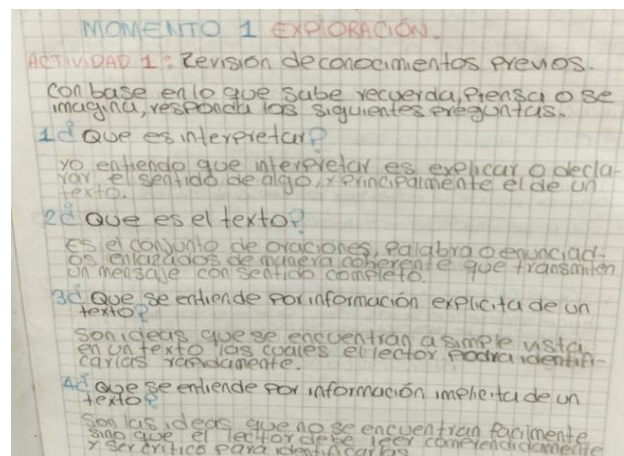 MOMENTO 1 EXPLORACIÓN.
ACTIVIDAD 1: Revisión de conocimientos previos.
con base en lo que sabe recuerda, Piensa o se
imagina, responda las siguientes preguntas.
1¿ Que es interpretar?
yo entiendo que interpretar es explicar o decla-
rar el sentido de algo, y principalmente el de un
texto.
2¿ Que es el texto?
Es el conjunto de oraciones, palabra o enunciad-
os enlazados de manera coherente que transmiten
un mensaje con sentido completo.
3¿ Que se entiende por información explicita de un
texto?
son ideas que se encuentran a simple vista
en un texto las cuales el lector podra identifi-
carlas rapidamente.
4¿ Que se entiende por información implicita de un
texto?
Son las ideas que no se encuentran facilmente
sino que el lector debe leer comprendidamente
y ser critico para identificarlas